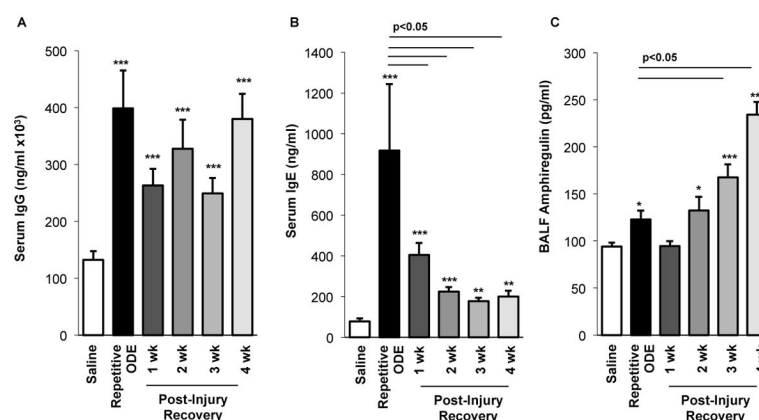 A
Serum IgG (ng/ml x10³)
500
400
300
200
100
0
***
***
***
***
***
Saline
Repetitive
ODE
1 wk
2 wk
3 wk
4 wk
Post-Injury
Recovery
B
p<0.05
Serum IgE (ng/ml)
1400
1200
1000
800
600
400
200
0
***
***
***
**
**
Saline
Repetitive
ODE
1 wk
2 wk
3 wk
4 wk
Post-Injury
Recovery
C
p<0.05
BALF Amphiregulin (pg/ml)
300
250
200
150
100
50
0
*
*
***
**
Saline
Repetitive
ODE
1 wk
2 wk
3 wk
Post-Injury
Recovery